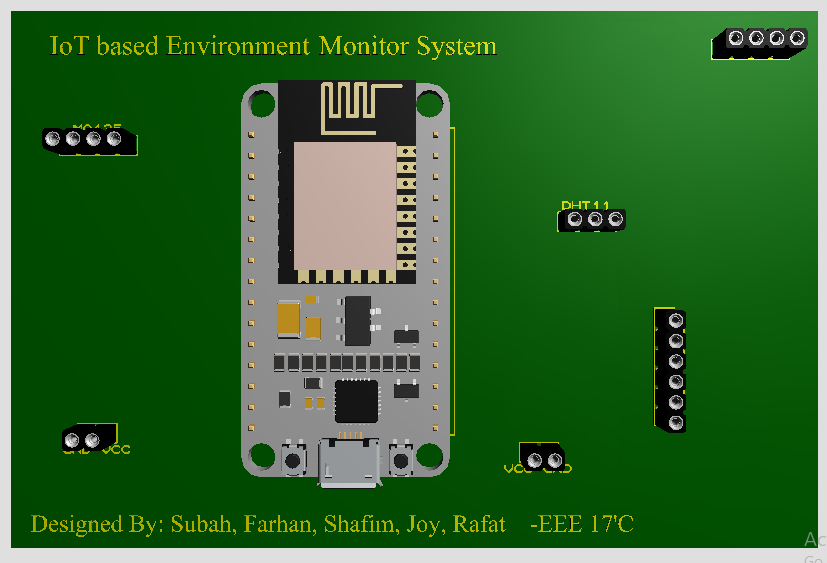 IoT based Environment Monitor System
DHT11
GND VCC
VCC GND
Designed By: Subah, Farhan, Shafim, Joy, Rafat -EEE 17'C